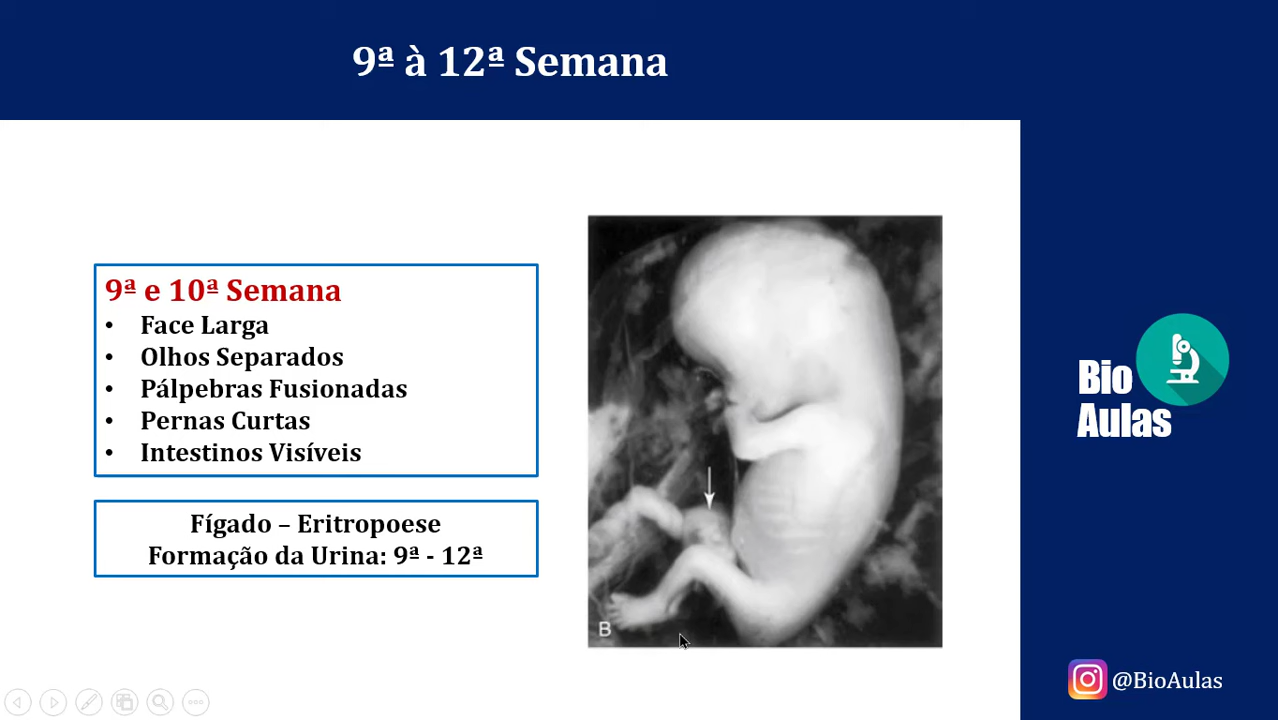 9ª à 12ª Semana
9ª e 10ª Semana
• Face Larga
• Olhos Separados
• Pálpebras Fusionadas
• Pernas Curtas
• Intestinos Visíveis
Fígado – Eritropoese
Formação da Urina: 9ª - 12ª
B
Bio
Aulas
@BioAulas